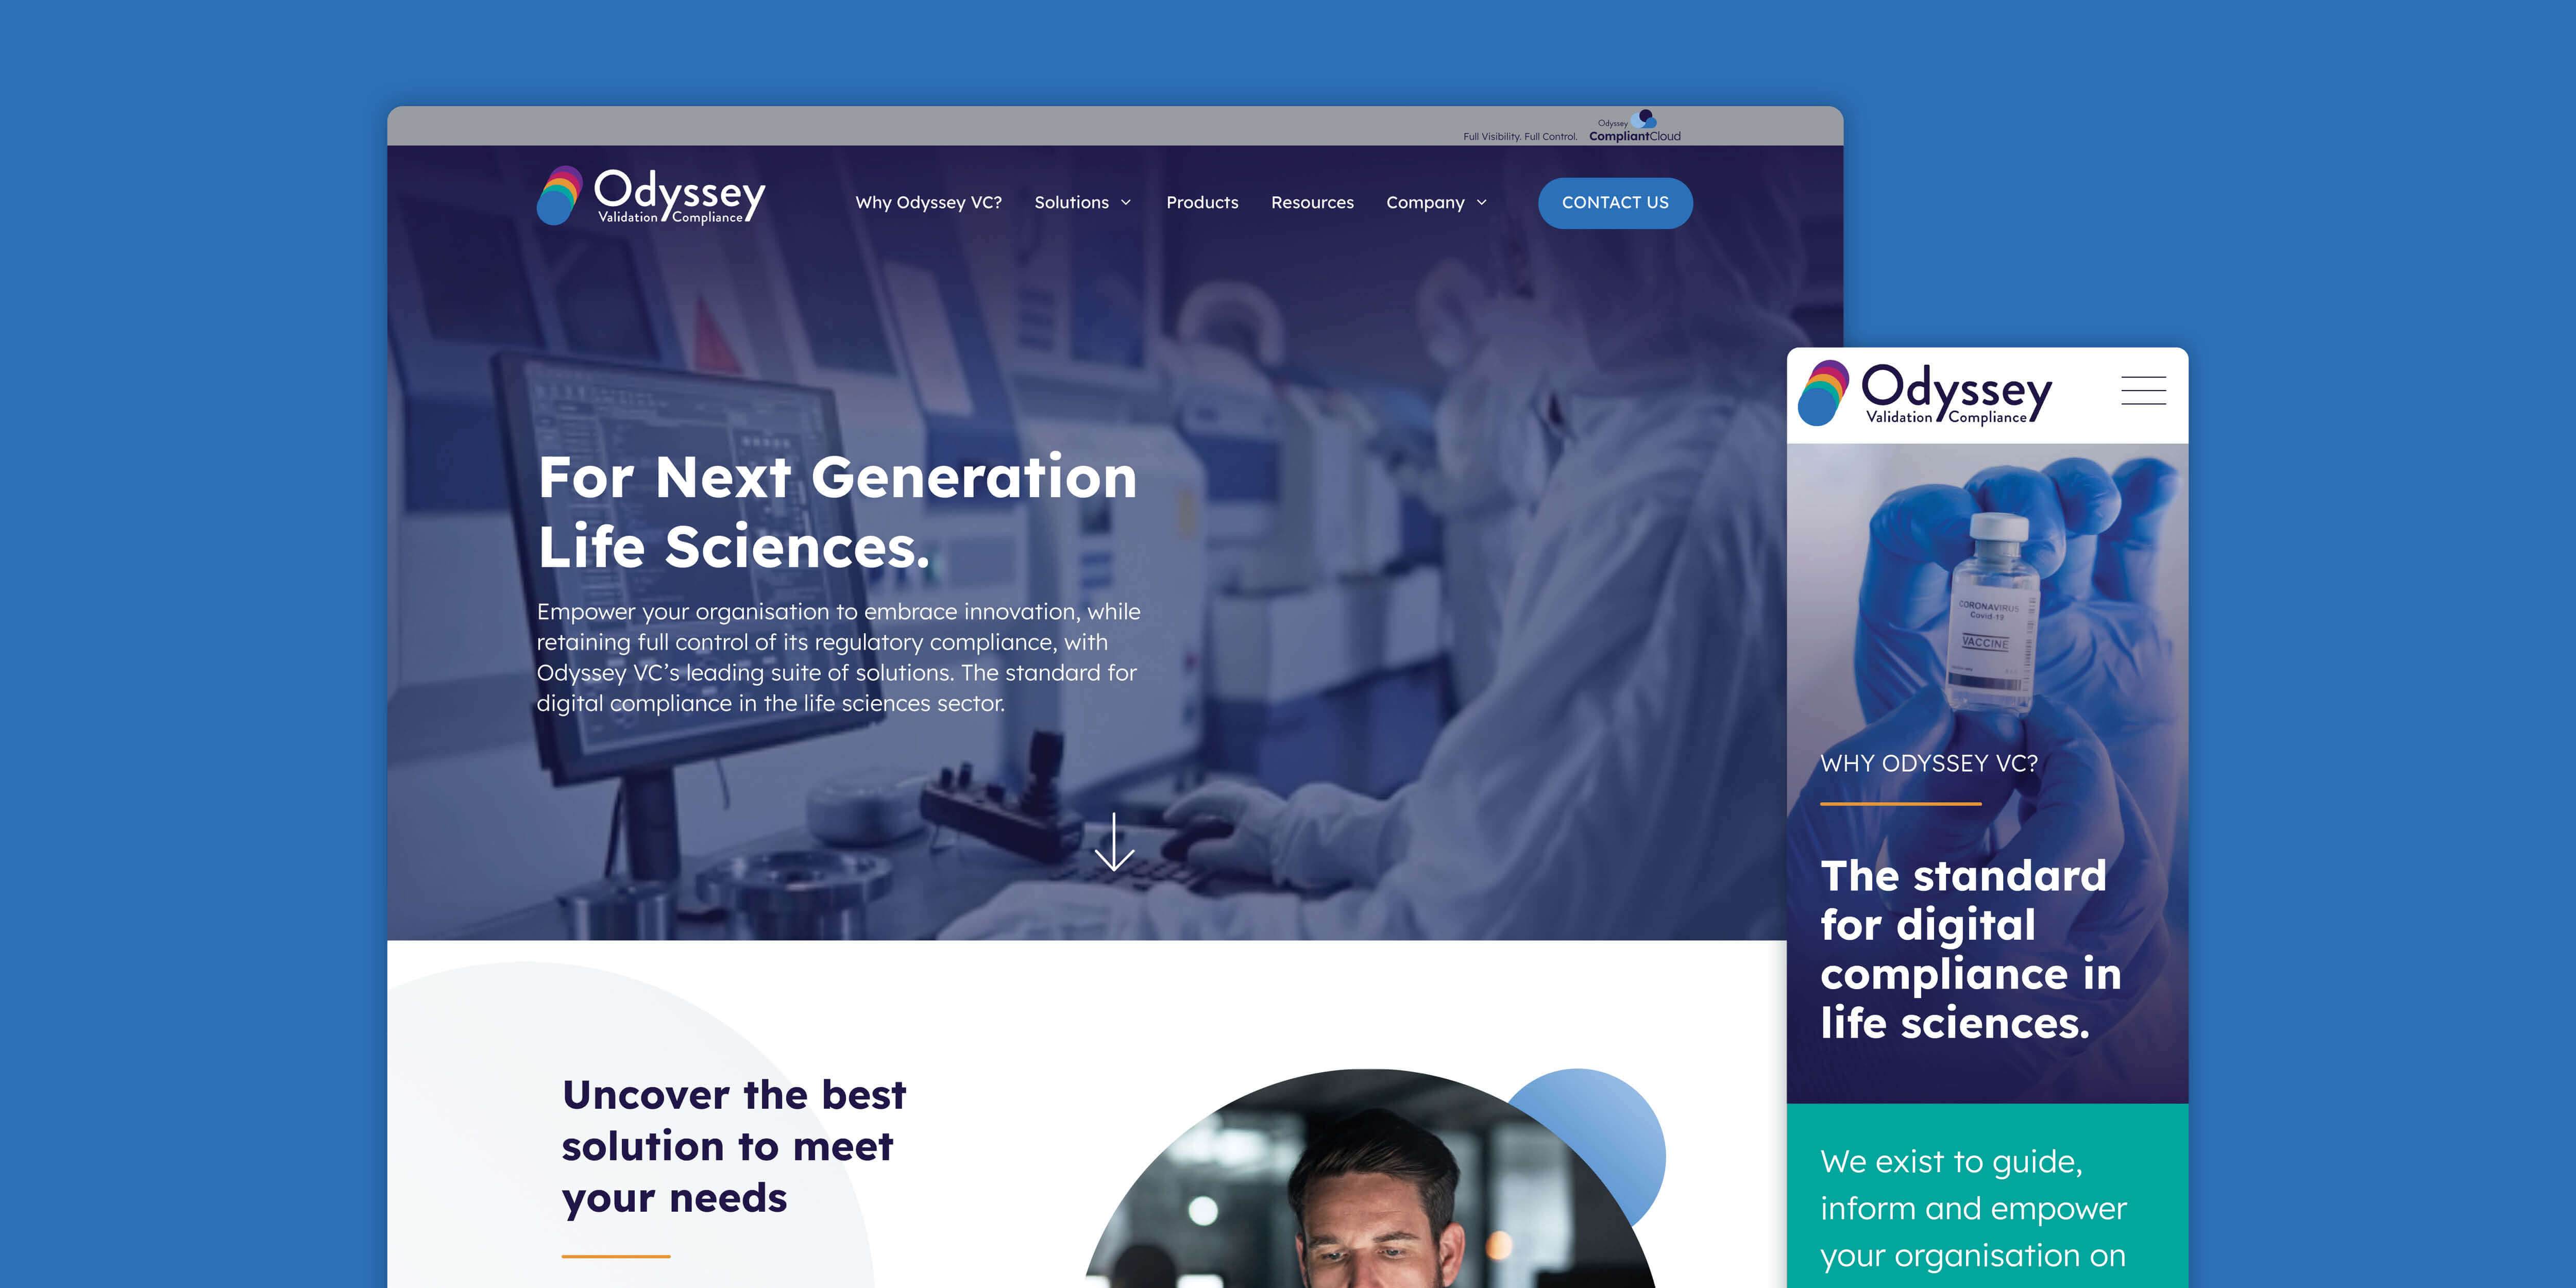 Full Visibility. Full Control.
Odyssey
CompliantCloud
Odyssey
Validation Compliance
Why Odyssey VC?
Solutions
Products
Resources
Company
CONTACT US
For Next Generation
Life Sciences.
Empower your organisation to embrace innovation, while
retaining full control of its regulatory compliance, with
Odyssey VC’s leading suite of solutions. The standard for
digital compliance in the life sciences sector.
Uncover the best
solution to meet
your needs
Odyssey
Validation Compliance
CORONAVIRUS
Covid-19
VACCINE
WHY ODYSSEY VC?
The standard
for digital
compliance in
life sciences.
We exist to guide,
inform and empower
your organisation on